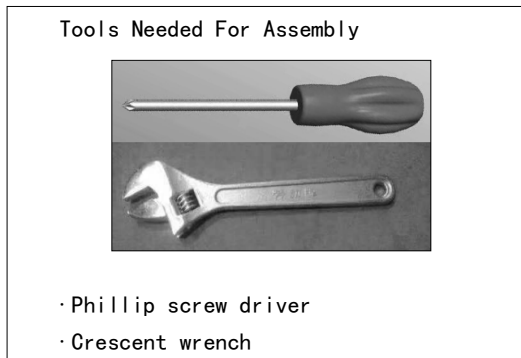 Tools Needed For Assembly
·Phillip screw driver
·Crescent wrench